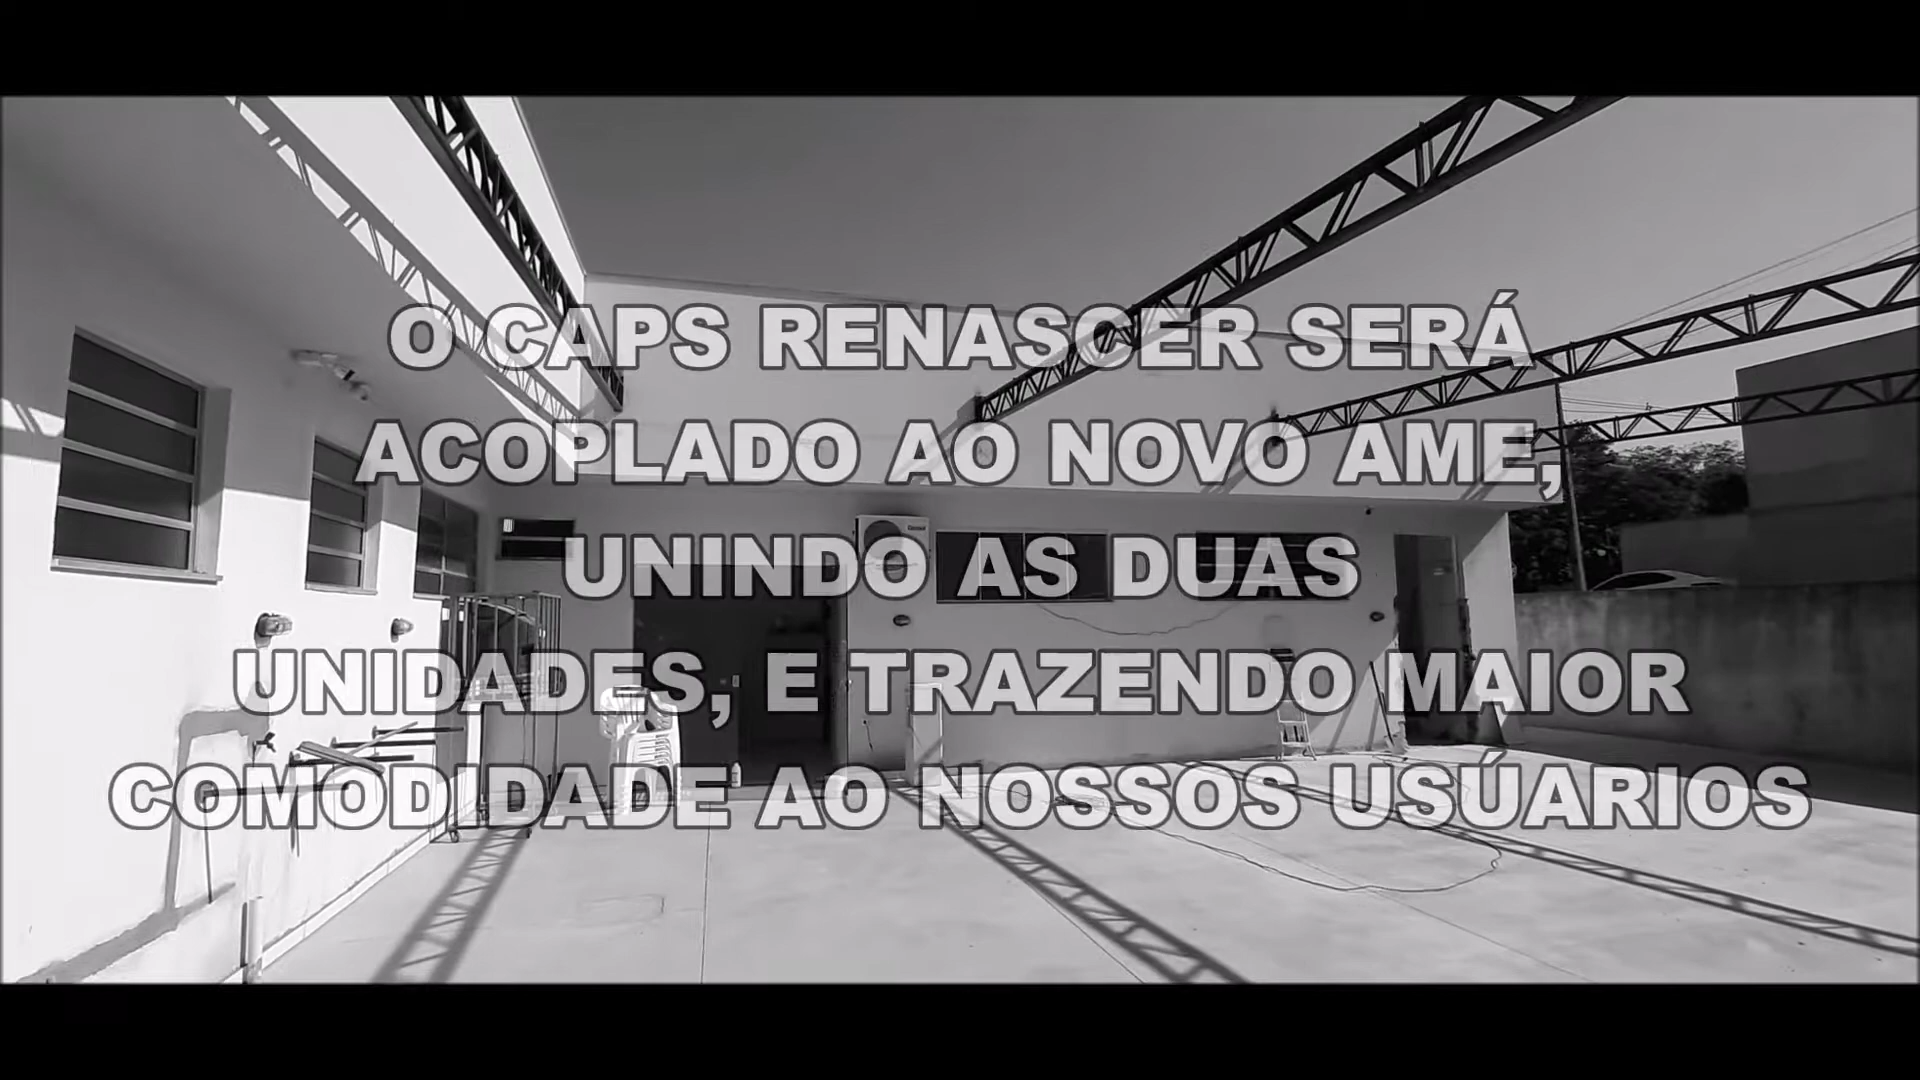 O CAPS RENASCER SERÁ
ACOPLADO AO NOVO AME,
UNINDO AS DUAS
UNIDADES, E TRAZENDO MAIOR
COMODIDADE AO NOSSOS USÚARIOS